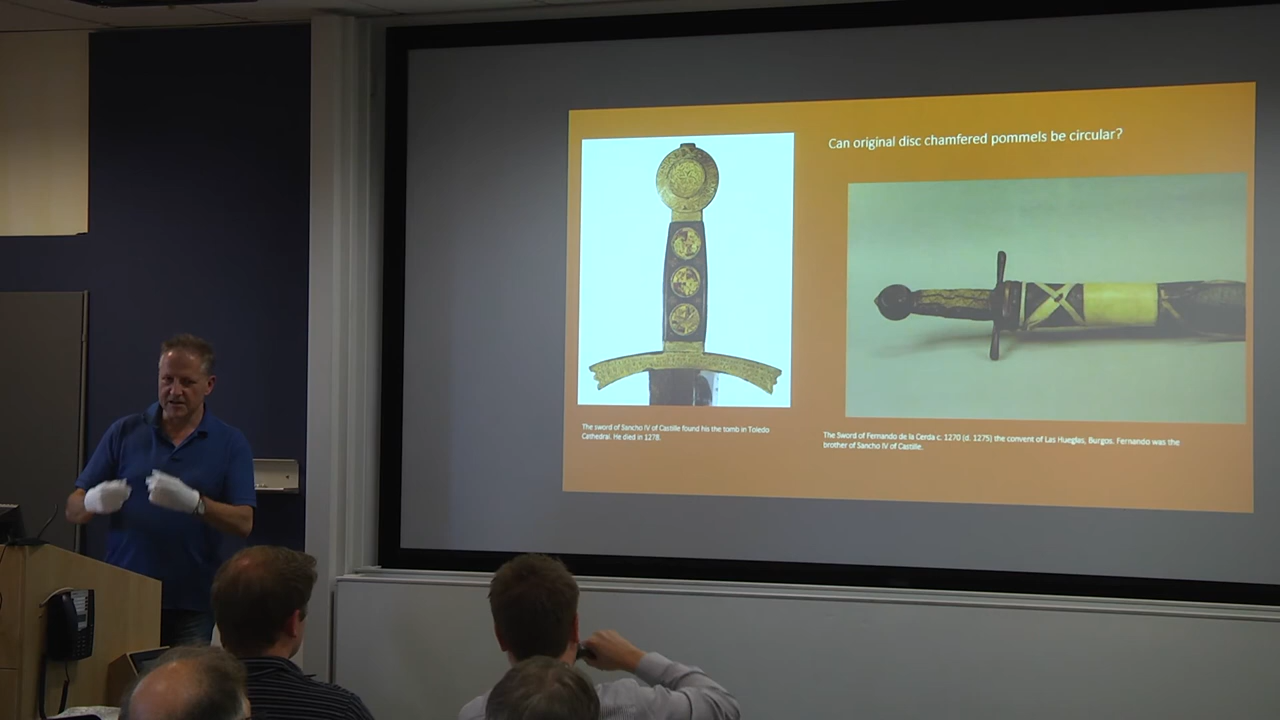 Can original disc chamfered pommels be circular?
The sword of Sancho IV of Castille found his the tomb in Toledo
Cathedral. He died in 1278.
The Sword of Fernando de la Cerda c. 1270 (d. 1275) the convent of Las Hueglas, Burgos. Fernando was the
brother of Sancho IV of Castille.